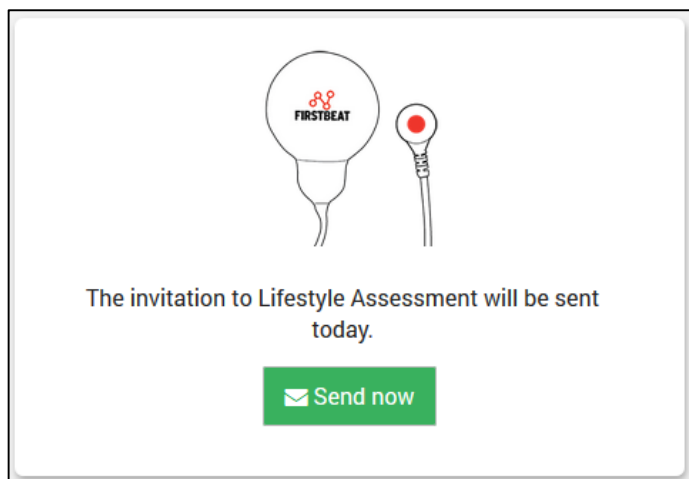 FIRSTBEAT
The invitation to Lifestyle Assessment will be sent
today.
Send now